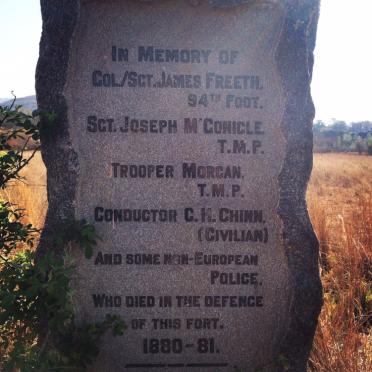 IN MEMORY OF
COL./SGT. JAMES FREETH.
94TH FOOT.
SGT. JOSEPH MCCONICLE.
T.M.P.
TROOPER MORGAN.
T.M.P.
CONDUCTOR C. H. CHINN.
(CIVILIAN)
AND SOME NON-EUROPEAN
POLICE.
WHO DIED IN THE DEFENCE
OF THIS FORT.
1880-81.